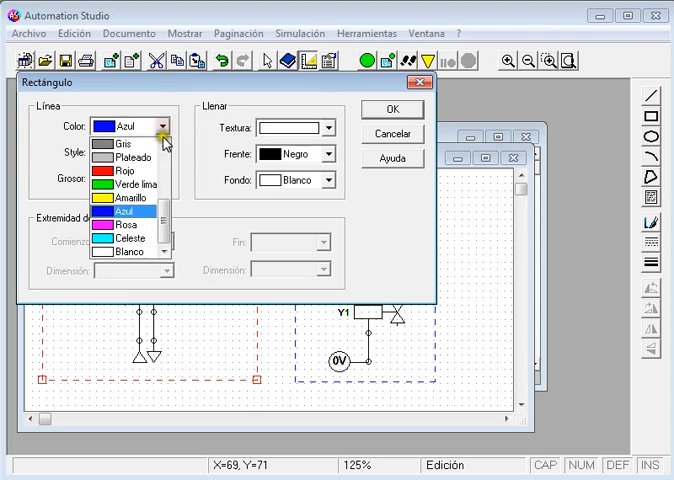 Automation Studio
Archivo Edición Documento Mostrar Paginación Herramientas Simulación Ventana ?
Rectángulo
Línea
Color: Azul
Style:
Grosor:
Gris
Plateado
Rojo
Verde lima
Amarillo
Azul
Rosa
Celeste
Blanco
Llenar
Textura:
Frente: Negro
Fondo: Blanco
OK
Cancelar
Ayuda
Extremidad de
Comienzo
Fin:
Dimensión:
Dimensión:
Y1
0V
X=69, Y=71 125% Edición CAP NUM DEF INS